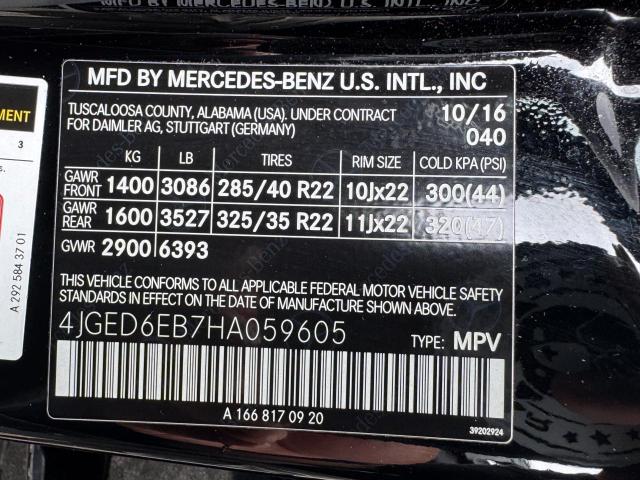 MFD BY MERCEDES-BENZ U.S. INTL., INC
TUSCALOOSA COUNTY, ALABAMA (USA). UNDER CONTRACT 10/16
FOR DAIMLER AG, STUTTGART (GERMANY) 040
KG LB TIRES RIM SIZE COLD KPA(PSI)
GAWR
FRONT 1400 3086 285/40 R22 10Jx22 300(44)
GAWR
REAR 1600 3527 325/35 R22 11Jx22 320(47)
GVWR 2900 6393
THIS VEHICLE CONFORMS TO ALL APPLICABLE FEDERAL MOTOR VEHICLE SAFETY
STANDARDS IN EFFECT ON THE DATE OF MANUFACTURE SHOWN ABOVE.
4JGED6EB7HA059605 TYPE: MPV
A 166 817 09 20
39202924
3
A 292 584 37 01